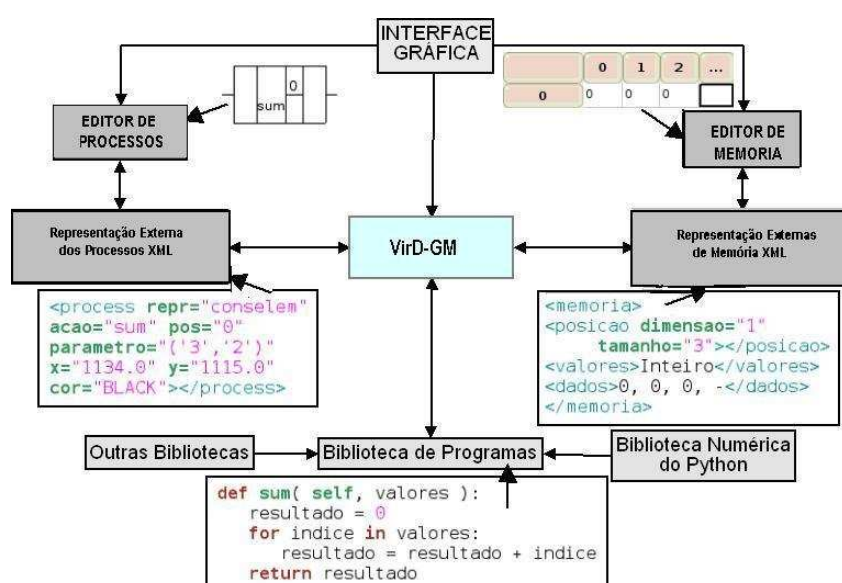 INTERFACE
GRÁFICA
0
sum
0 1 2 ...
0 0 0 0
EDITOR DE
PROCESSOS
EDITOR DE
MEMORIA
Representação Externa
dos Processos XML
VirD-GM
Representação Externas
de Memória XML
<process repr="conselem"
acao="sum" pos="0"
parametro="('3','2')"
x="1134.0" y="1115.0"
cor="BLACK"></process>
<memoria>
<posicao dimensao="1"
tamanho="3"></posicao>
<valores>Inteiro</valores>
<dados>0, 0, 0, -</dados>
</memoria>
Outras Bibliotecas
Biblioteca de Programas
Biblioteca Numérica
do Python
def sum( self, valores ):
resultado = 0
for indice in valores:
resultado = resultado + indice
return resultado